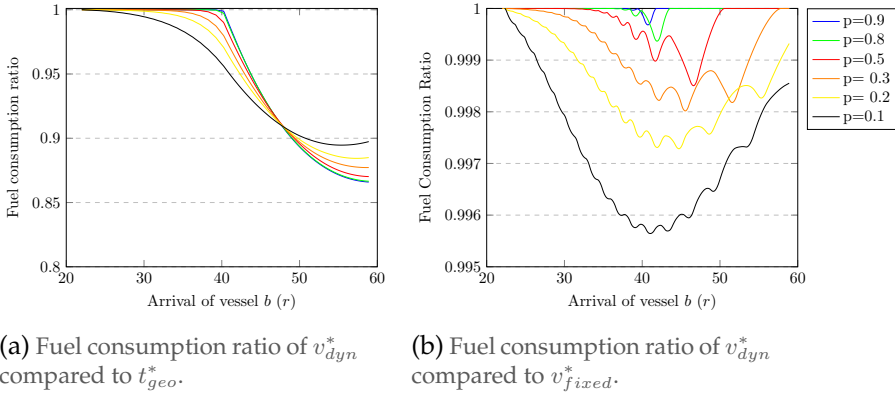 1
0.95
0.9
0.85
0.8
20 30 40 50 60
Fuel consumption ratio
Arrival of vessel b (r)
1
0.999
0.998
0.997
0.996
0.995
20 30 40 50 60
Fuel Consumption Ratio
Arrival of vessel b (r)
p=0.9
p=0.8
p=0.5
p= 0.3
p= 0.2
p=0.1
(a) Fuel consumption ratio of v*dyn
compared to t*geo.
(b) Fuel consumption ratio of v*dyn
compared to v*fixed.